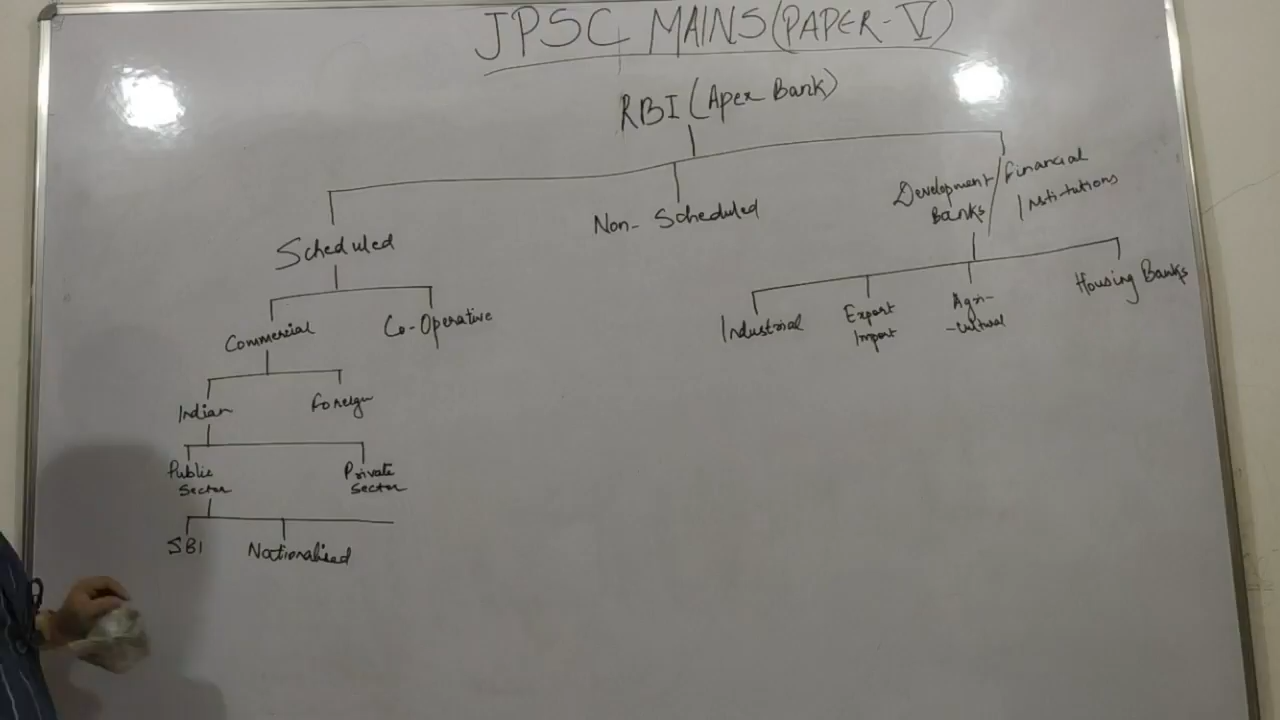 JPSC MAINS (PAPER-V)
RBI (Apex Bank)
Scheduled
Non-Scheduled
Development/Financial
Banks/Institutions
Commercial
Co-Operative
Industrial
Export
Import
Agri-
-cultural
Housing Banks
Indian
Foreign
Public
Sector
Private
Sector
SBI
Nationalised